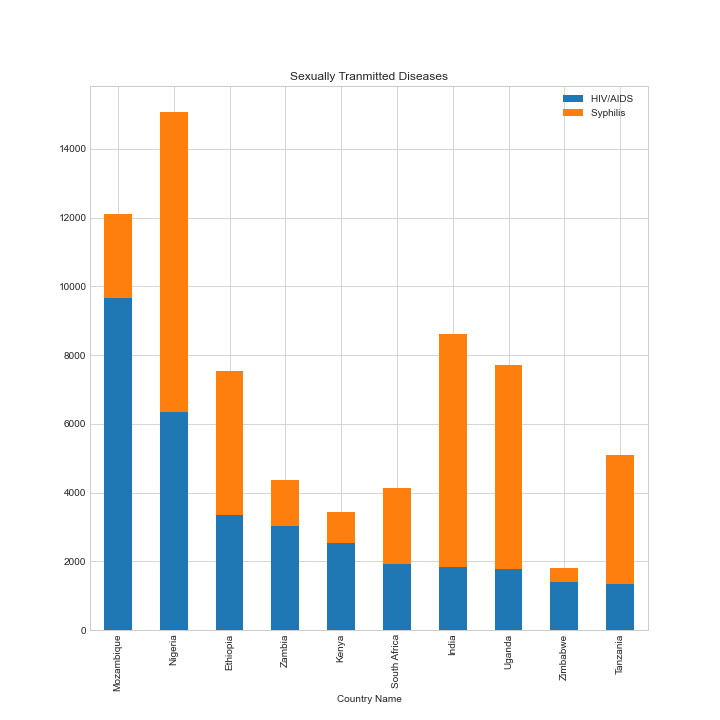 Sexually Tranmitted Diseases
HIV/AIDS
Syphilis
14000
12000
10000
8000
6000
4000
2000
0
Mozambique
Nigeria
Ethiopia
Zambia
Kenya
South Africa
India
Uganda
Zimbabwe
Tanzania
Country Name